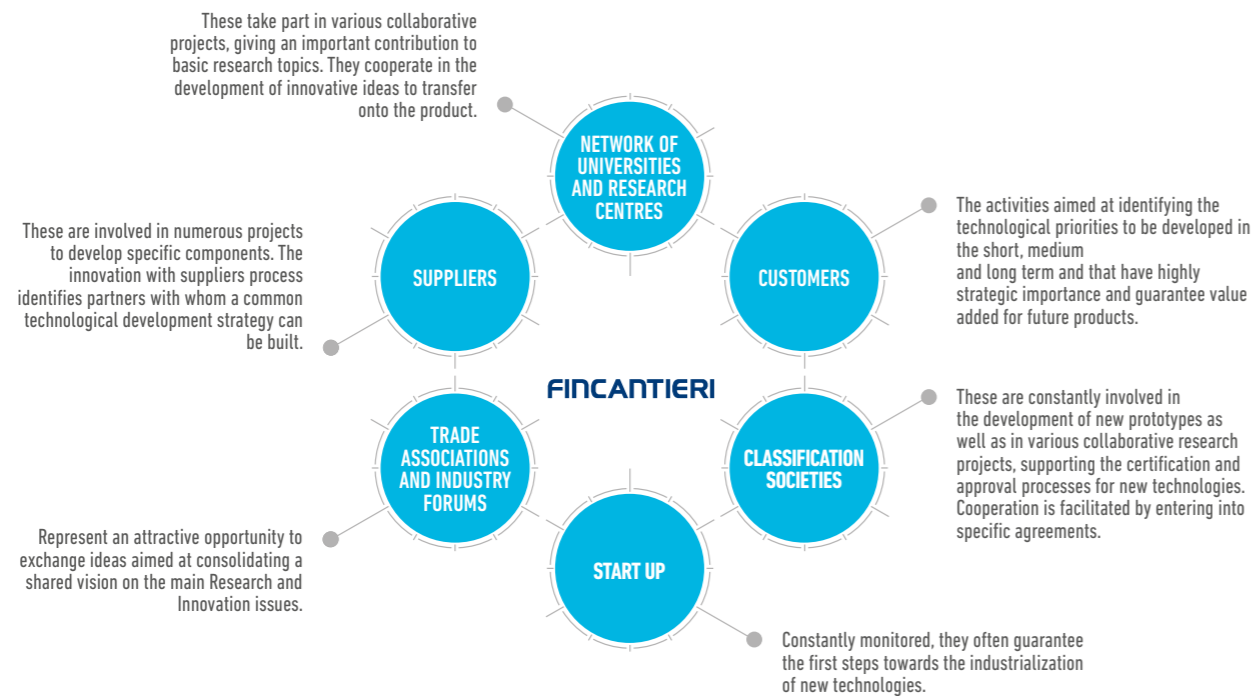 These take part in various collaborative
projects, giving an important contribution to
basic research topics. They cooperate in the
development of innovative ideas to transfer
onto the product.
NETWORK OF
UNIVERSITIES
AND RESEARCH
CENTRES
These are involved in numerous projects
to develop specific components. The
innovation with suppliers process
identifies partners with whom a common
technological development strategy can
be built.
SUPPLIERS
CUSTOMERS
The activities aimed at identifying the
technological priorities to be developed in
the short, medium
and long term and that have highly
strategic importance and guarantee value
added for future products.
FINCANTIERI
TRADE
ASSOCIATIONS
AND INDUSTRY
FORUMS
CLASSIFICATION
SOCIETIES
These are constantly involved in
the development of new prototypes as
well as in various collaborative research
projects, supporting the certification and
approval processes for new technologies.
Cooperation is facilitated by entering into
specific agreements.
Represent an attractive opportunity to
exchange ideas aimed at consolidating a
shared vision on the main Research and
Innovation issues.
START UP
Constantly monitored, they often guarantee
the first steps towards the industrialization
of new technologies.